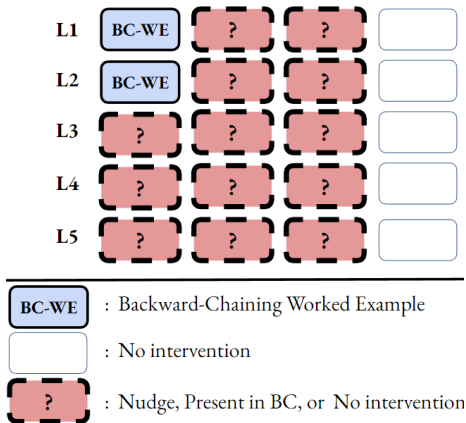 L1 BC-WE ? ?
L2 BC-WE ? ?
L3 ? ? ?
L4 ? ? ?
L5 ? ? ?
BC-WE : Backward-Chaining Worked Example
: No intervention
? : Nudge, Present in BC, or No intervention